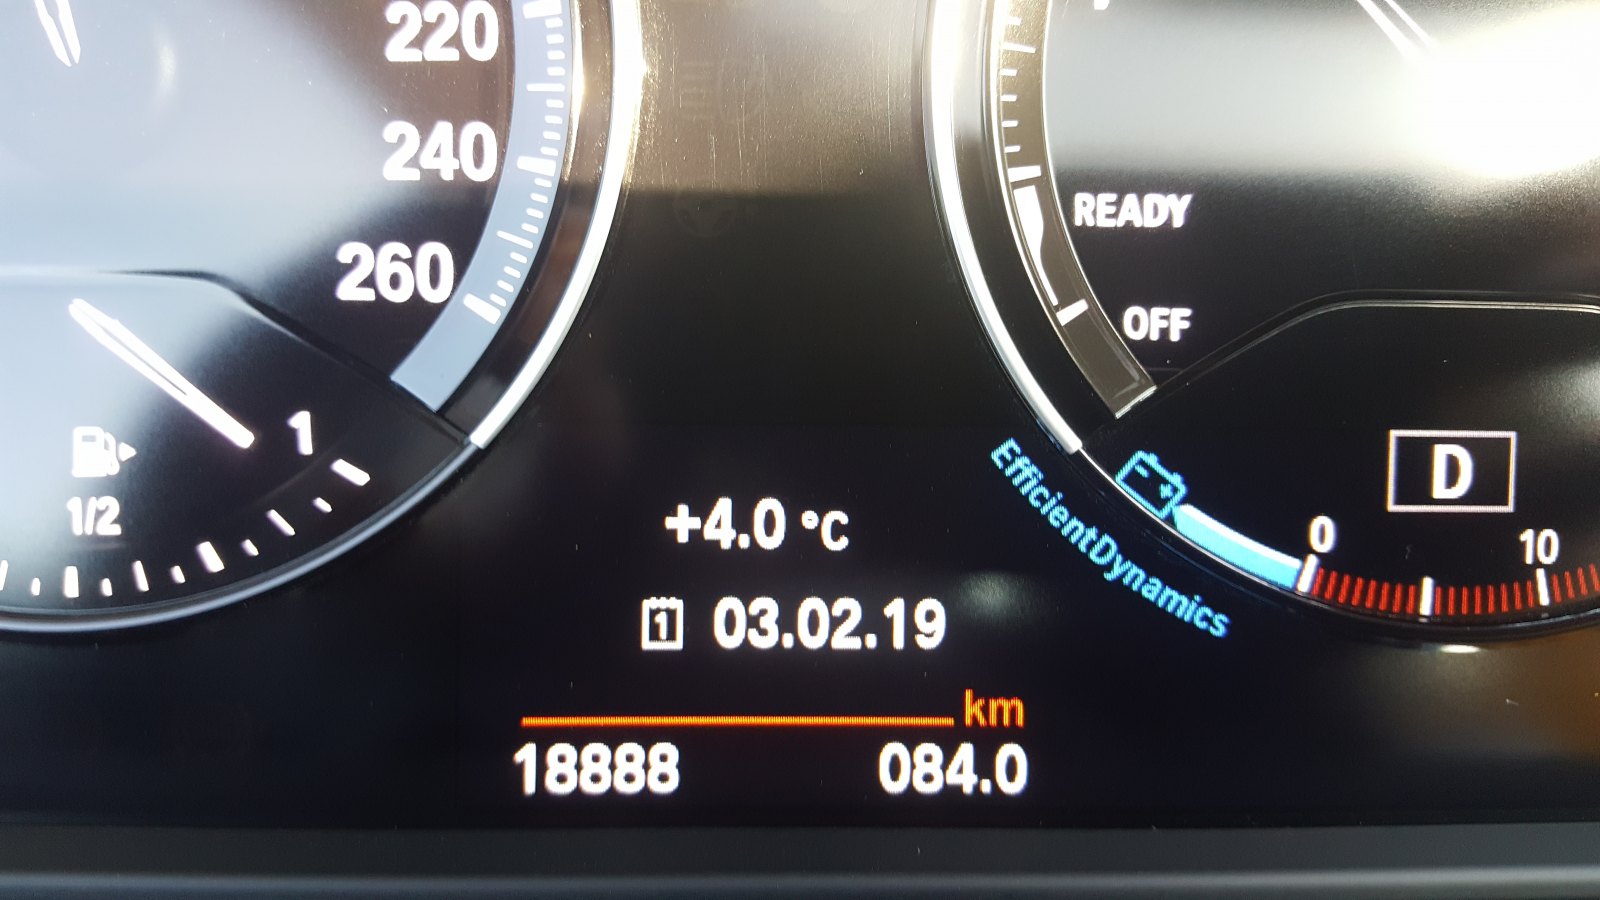 220
240
260
READY
OFF
1
1/2
D
EfficientDynamics
0
10
+4.0 °C
1 03.02.19
km
18888 084.0